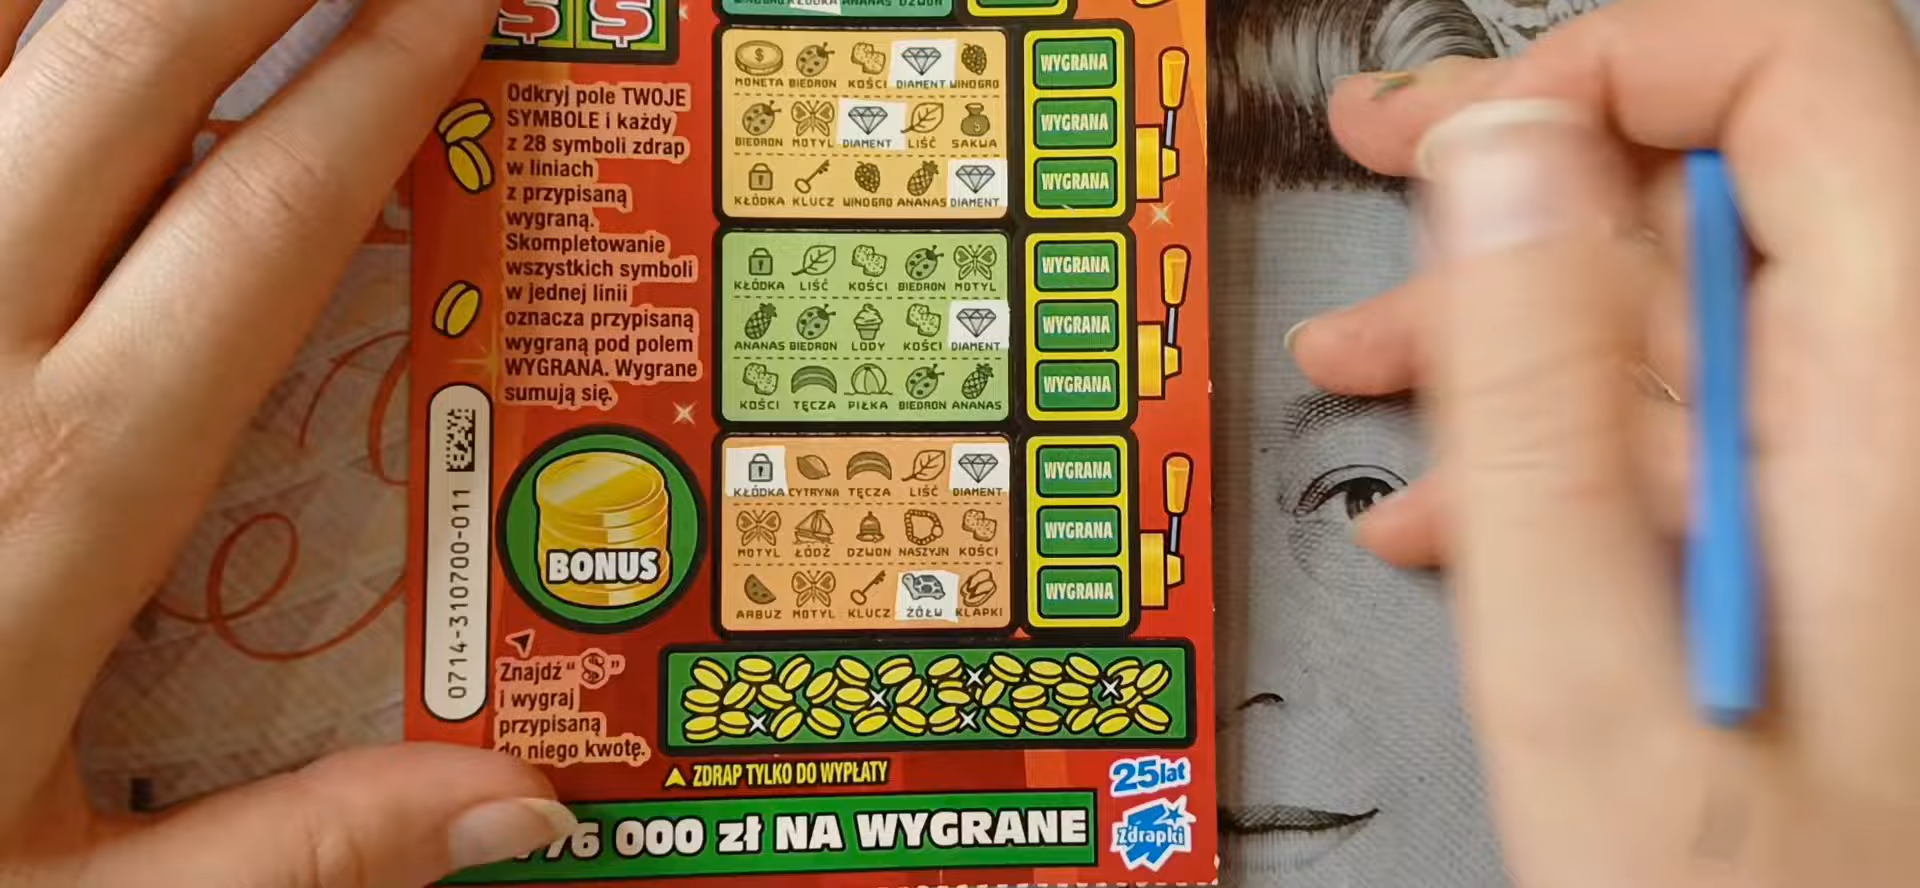 $ $
KŁÓDKA ANANAS DZWON
Odkryj pole TWOJE
SYMBOLE i każdy
z 28 symboli zdrap
w liniach
z przypisaną
wygraną.
Skompletowanie
wszystkich symboli
w jednej linii
oznacza przypisaną
wygraną pod polem
WYGRANA. Wygrane
sumują się.
MONETA BIEDRON KOŚCI DIAMENT WINOGRO
WYGRANA
BIEDRON MOTYL DIAMENT LIŚĆ SAKWA
WYGRANA
KŁÓDKA KLUCZ WINOGRO ANANAS DIAMENT
WYGRANA
KŁÓDKA LIŚĆ KOŚCI BIEDRON MOTYL
WYGRANA
ANANAS BIEDRON LODY KOŚCI DIAMENT
WYGRANA
KOŚCI TĘCZA PIŁKA BIEDRON ANANAS
WYGRANA
KŁÓDKA CYTRYNA TĘCZA LIŚĆ DIAMENT
WYGRANA
MOTYL ŁÓDŹ DZWON NASZYJN KOŚCI
WYGRANA
ARBUZ MOTYL KLUCZ ŻÓŁW KLAPKI
WYGRANA
0714-310700-011
BONUS
Znajdź "$"
i wygraj
przypisaną
do niego kwotę.
ZDRAP TYLKO DO WYPŁATY
76 000 zł NA WYGRANE
25 lat
Zdrapki